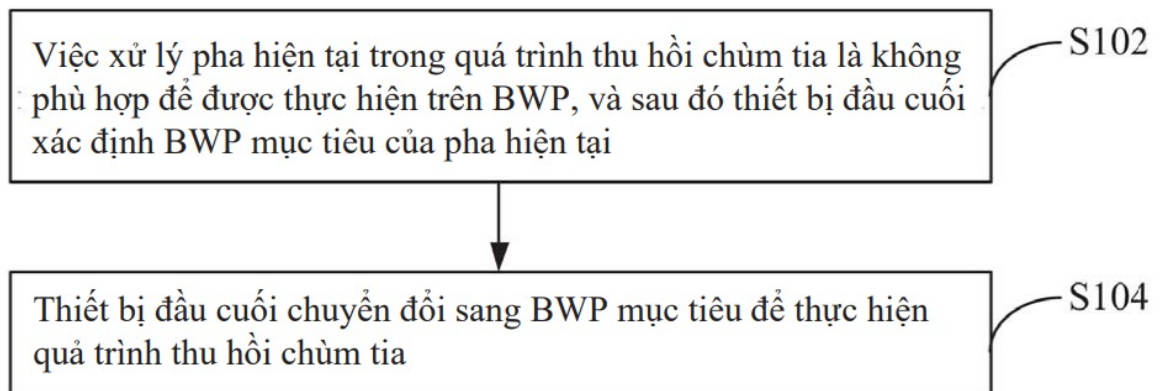 Việc xử lý pha hiện tại trong quá trình thu hồi chùm tia là không
phù hợp để được thực hiện trên BWP, và sau đó thiết bị đầu cuối
xác định BWP mục tiêu của pha hiện tại
S102
Thiết bị đầu cuối chuyển đổi sang BWP mục tiêu để thực hiện
quả trình thu hồi chùm tia
S104